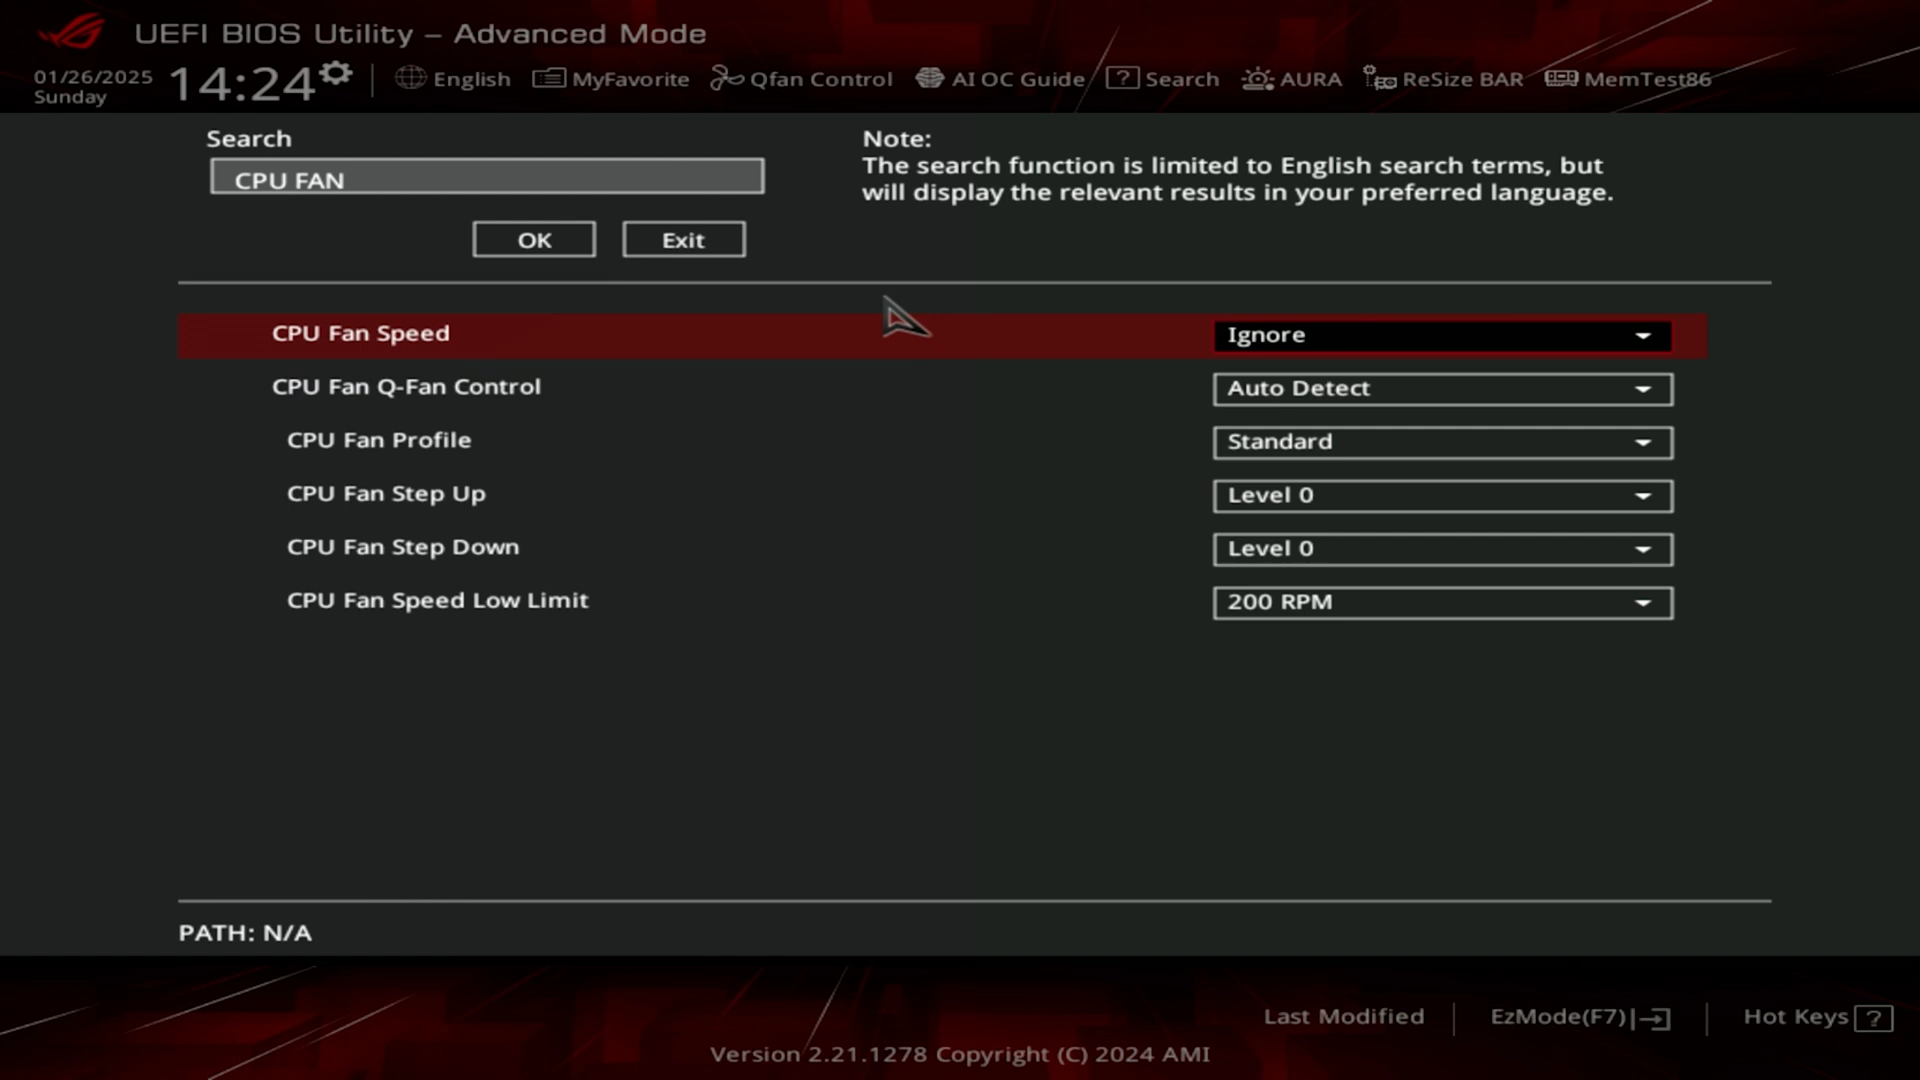 UEFI BIOS Utility – Advanced Mode
01/26/2025
Sunday
14:24
English
MyFavorite
Qfan Control
AI OC Guide
? Search
AURA
ReSize BAR
MemTest86
Search
CPU FAN
OK
Exit
Note:
The search function is limited to English search terms, but
will display the relevant results in your preferred language.
CPU Fan Speed Ignore
CPU Fan Q-Fan Control Auto Detect
CPU Fan Profile Standard
CPU Fan Step Up Level 0
CPU Fan Step Down Level 0
CPU Fan Speed Low Limit 200 RPM
PATH: N/A
Last Modified
EzMode(F7)
Hot Keys ?
Version 2.21.1278 Copyright (C) 2024 AMI